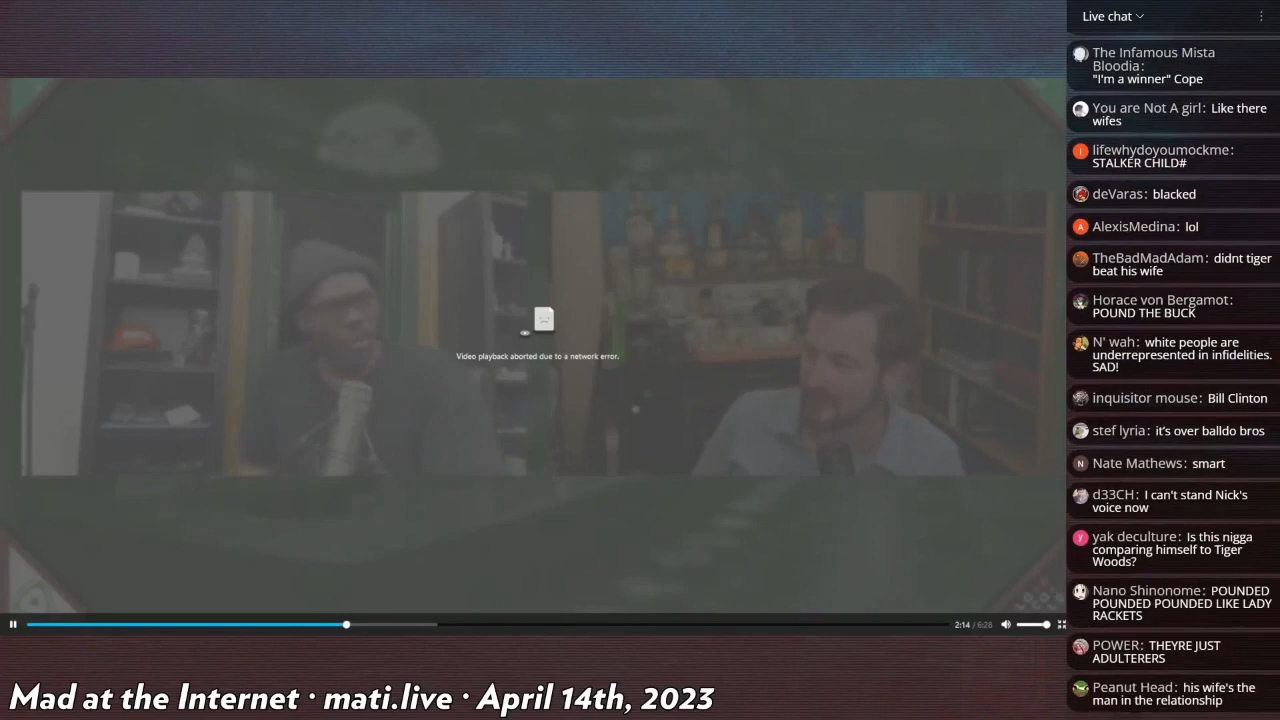 Live chat
The Infamous Mista
Bloodia:
"I'm a winner" Cope
You are Not A girl: Like there
wifes
lifewhydoyoumockme:
STALKER CHILD#
deVaras: blacked
AlexisMedina: lol
TheBadMadAdam: didnt tiger
beat his wife
Horace von Bergamot:
POUND THE BUCK
N' wah: white people are
underrepresented in infidelities.
SAD!
inquisitor mouse: Bill Clinton
stef lyria: it's over balldo bros
Nate Mathews: smart
d33CH: I can't stand Nick's
voice now
yak deculture: Is this nigga
comparing himself to Tiger
Woods?
Nano Shinonome: POUNDED
POUNDED POUNDED LIKE LADY
RACKETS
POWER: THEYRE JUST
ADULTERERS
Peanut Head: his wife's the
man in the relationship
Video playback aborted due to a network error.
2:14 / 6:28
Mad at the Internet · mati.live · April 14th, 2023